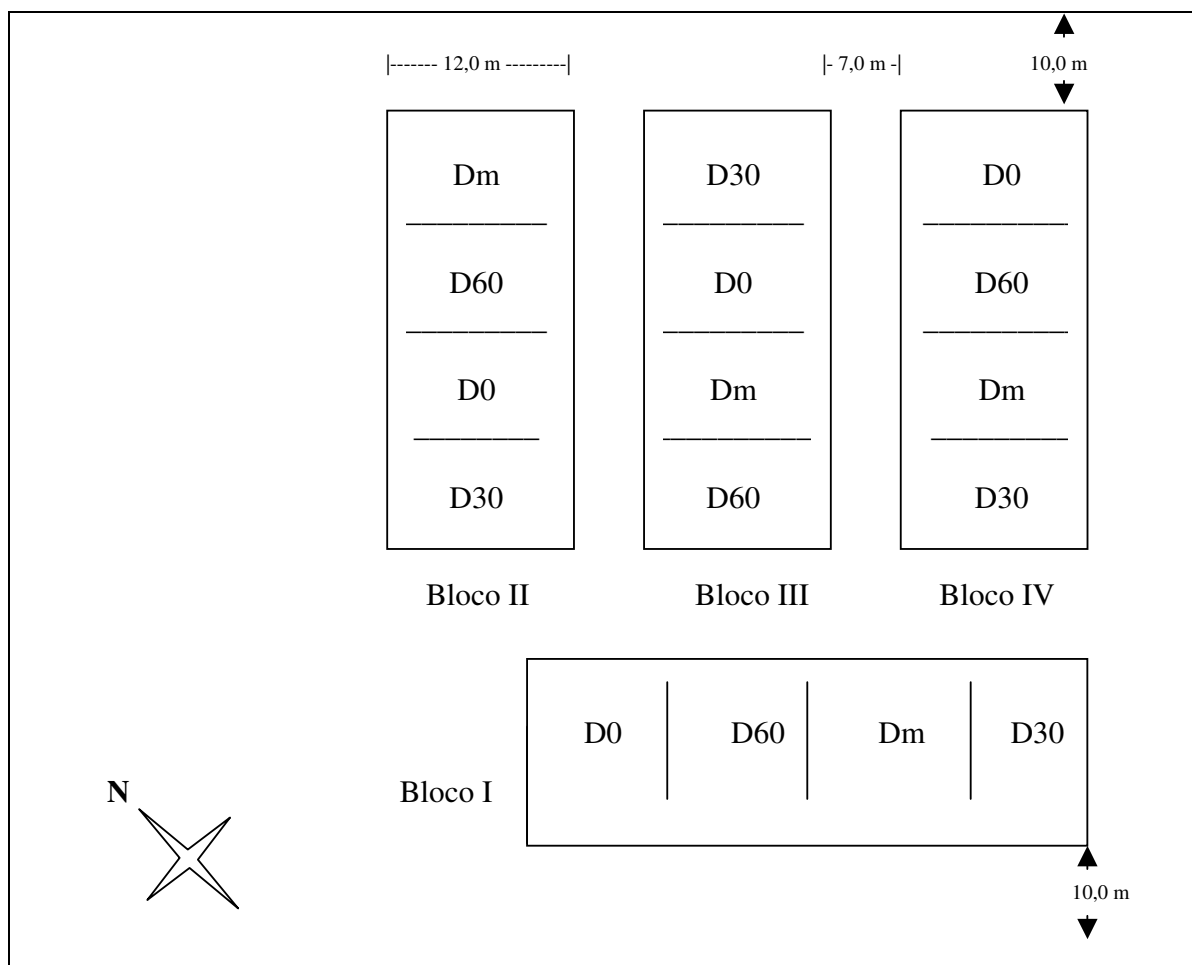 |------- 12,0 m ---------| |- 7,0 m -| 10,0 m
Dm D30 D0
D60 D0 D60
D0 Dm Dm
D30 D60 D30
Bloco II Bloco III Bloco IV
D0 D60 Dm D30
N Bloco I
10,0 m